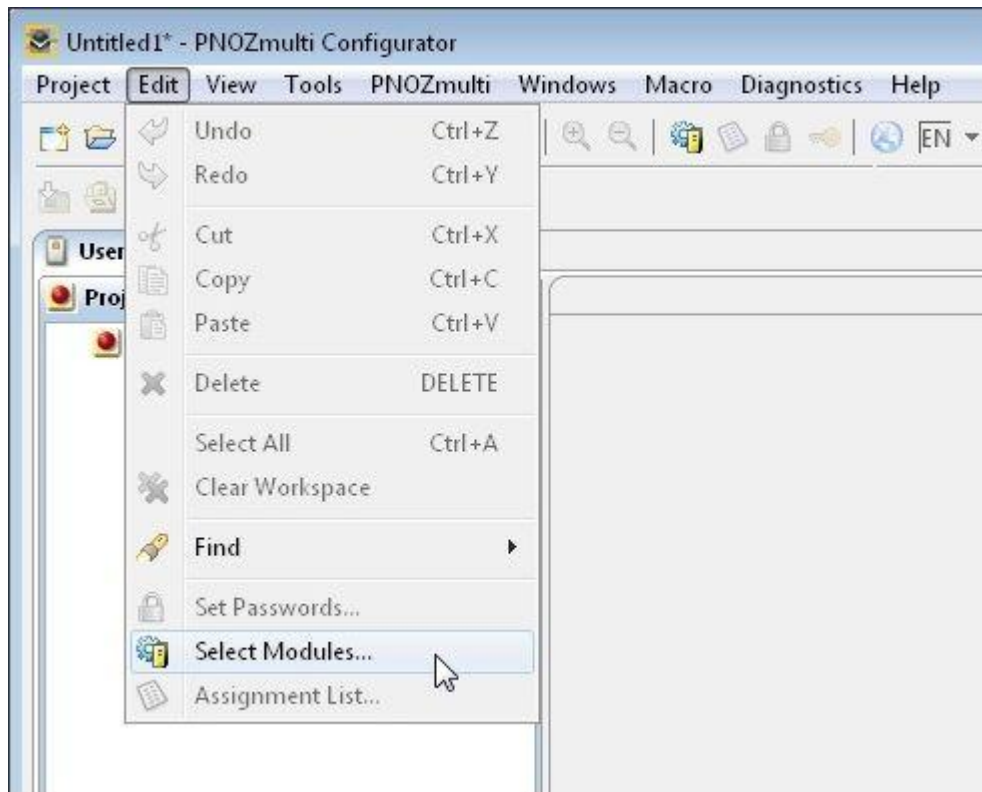 Untitled1* - PNOZmulti Configurator
Project Edit View Tools PNOZmulti Windows Macro Diagnostics Help
Undo Ctrl+Z
EN
Redo Ctrl+Y
Cut Ctrl+X
User
Copy Ctrl+C
Proj
Paste Ctrl+V
Delete DELETE
Select All Ctrl+A
Clear Workspace
Find
Set Passwords...
Select Modules...
Assignment List...